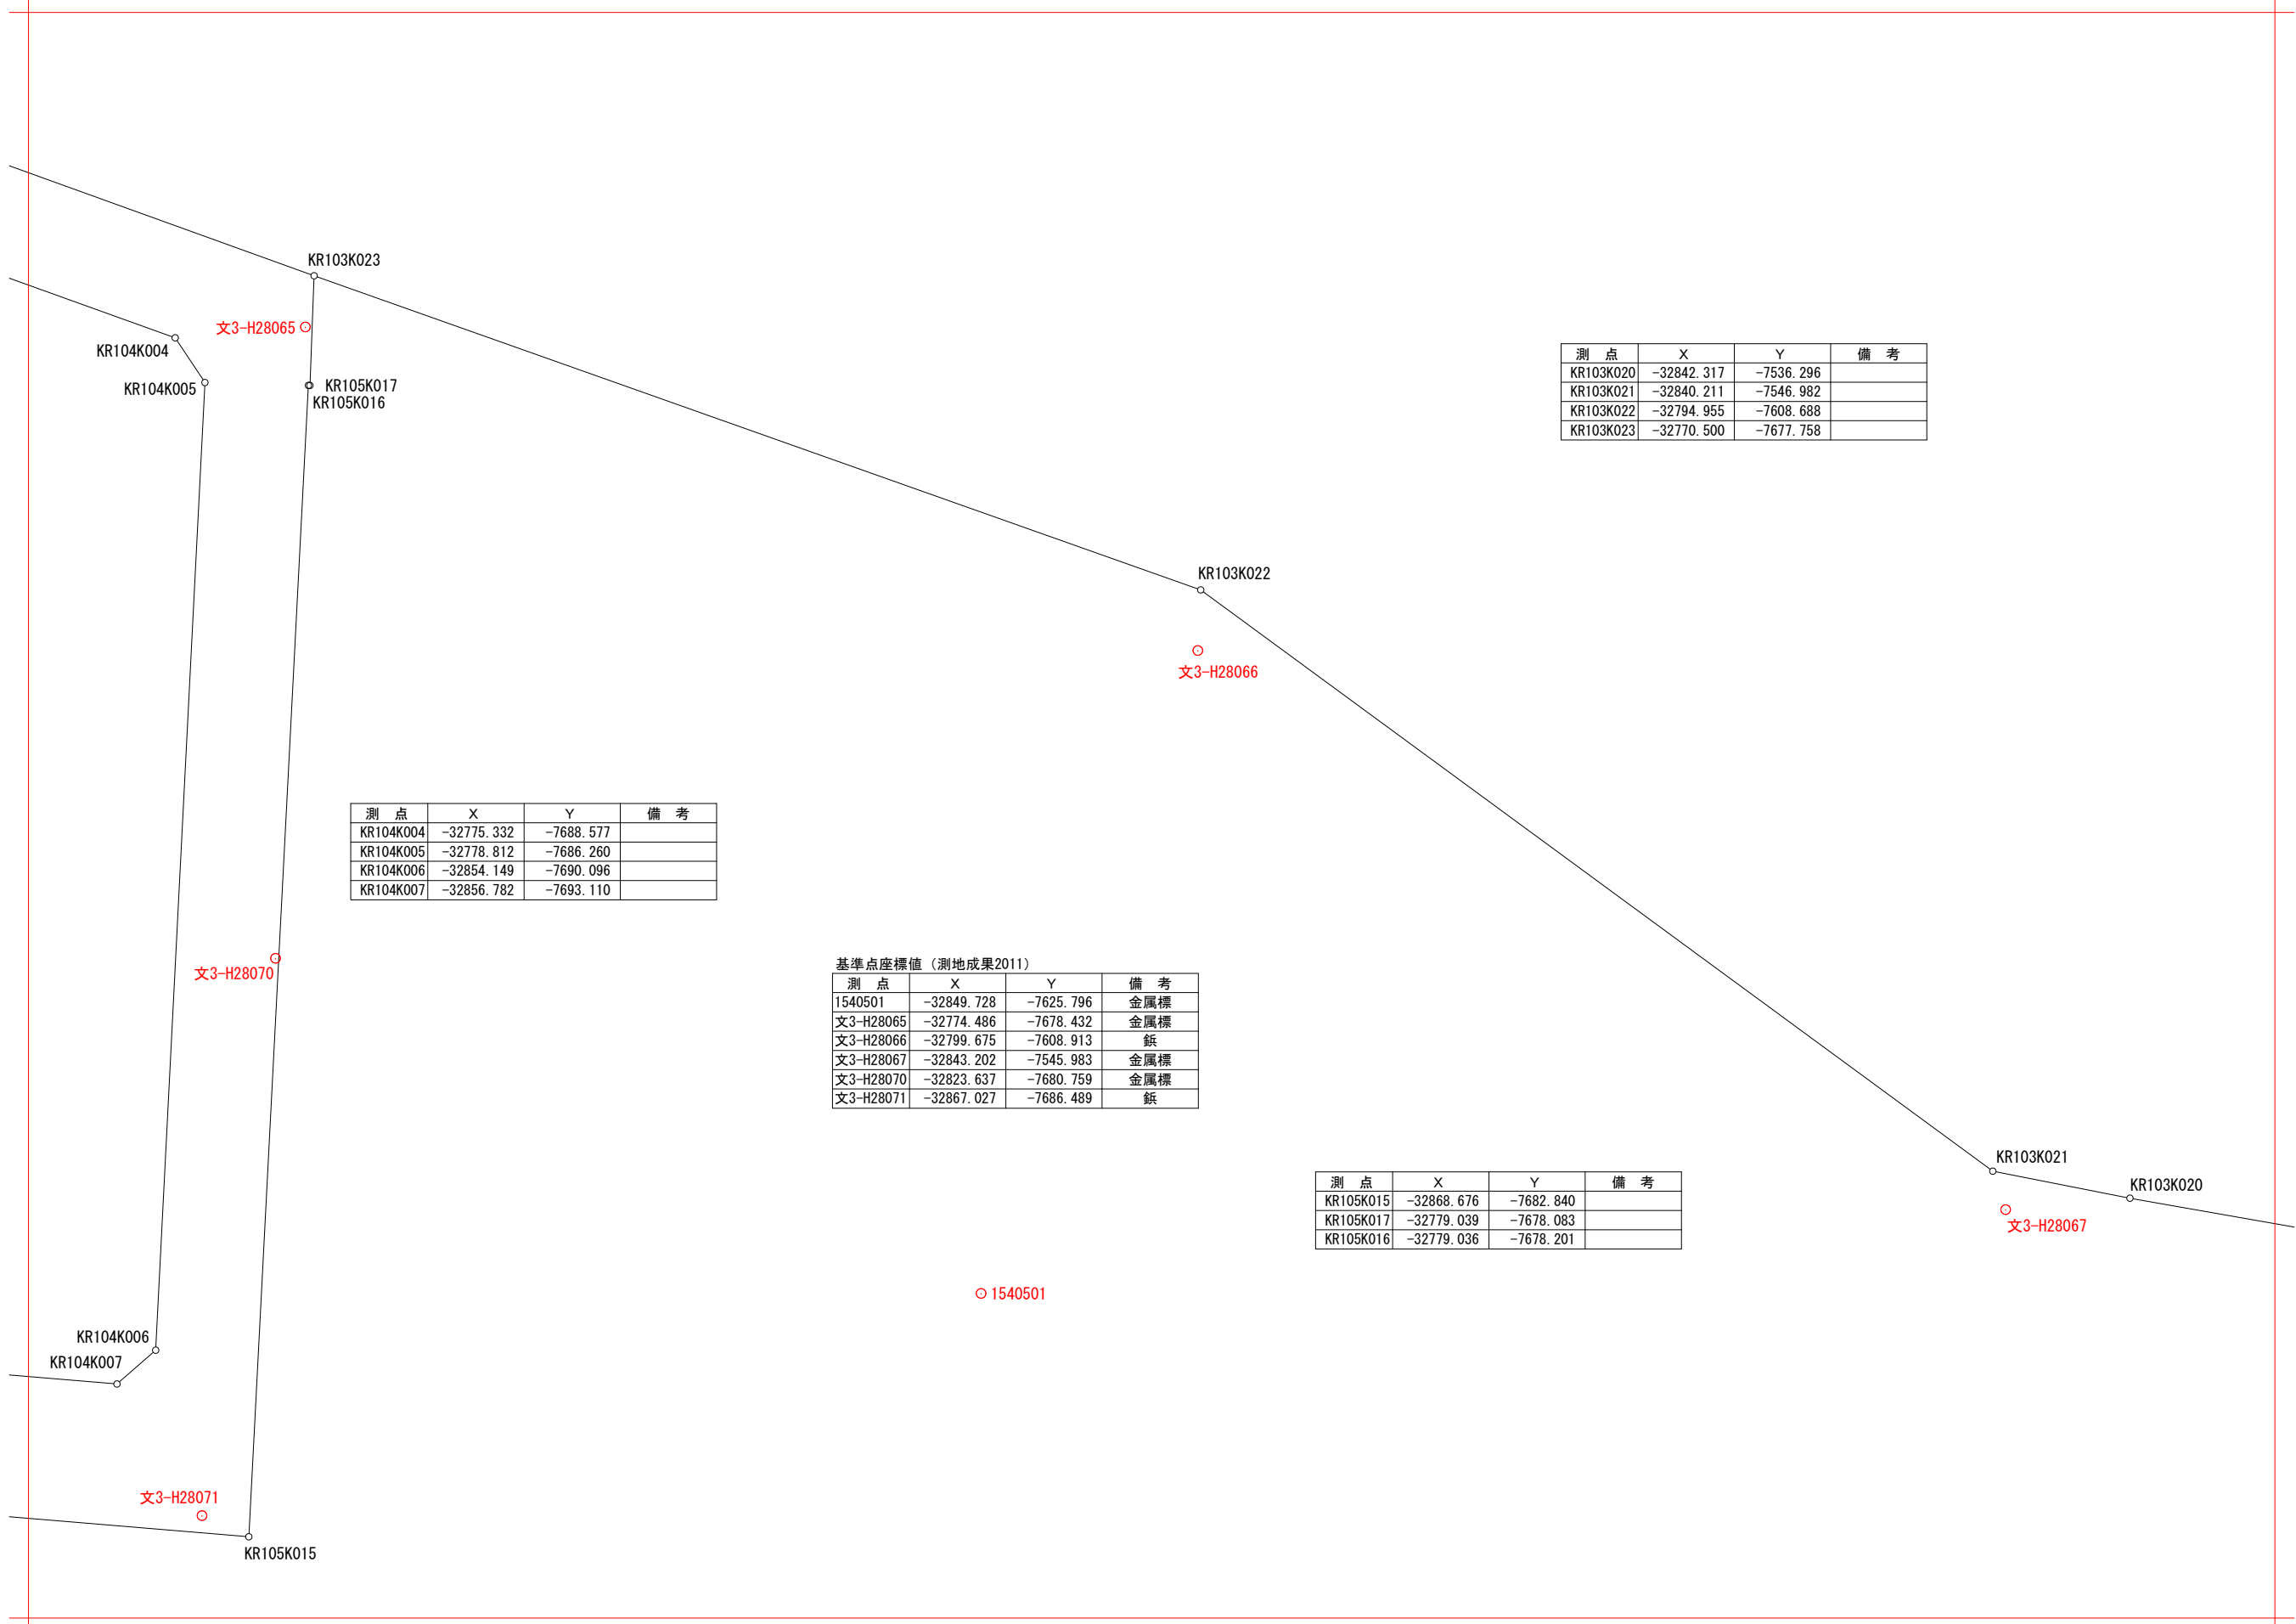 KR103K023
文3-H28065
KR104K004
KR104K005
KR105K017
KR105K016
測 点 X Y 備 考
KR103K020 -32842.317 -7536.296
KR103K021 -32840.211 -7546.982
KR103K022 -32794.955 -7608.688
KR103K023 -32770.500 -7677.758
KR103K022
文3-H28066
測 点 X Y 備 考
KR104K004 -32775.332 -7688.577
KR104K005 -32778.812 -7686.260
KR104K006 -32854.149 -7690.096
KR104K007 -32856.782 -7693.110
文3-H28070
基準点座標値（測地成果2011）
測 点 X Y 備 考
1540501 -32849.728 -7625.796 金属標
文3-H28065 -32774.486 -7678.432 金属標
文3-H28066 -32799.675 -7608.913 鋲
文3-H28067 -32843.202 -7545.983 金属標
文3-H28070 -32823.637 -7680.759 金属標
文3-H28071 -32867.027 -7686.489 鋲
KR103K021
KR103K020
文3-H28067
測 点 X Y 備 考
KR105K015 -32868.676 -7682.840
KR105K017 -32779.039 -7678.083
KR105K016 -32779.036 -7678.201
1540501
KR104K006
KR104K007
文3-H28071
KR105K015